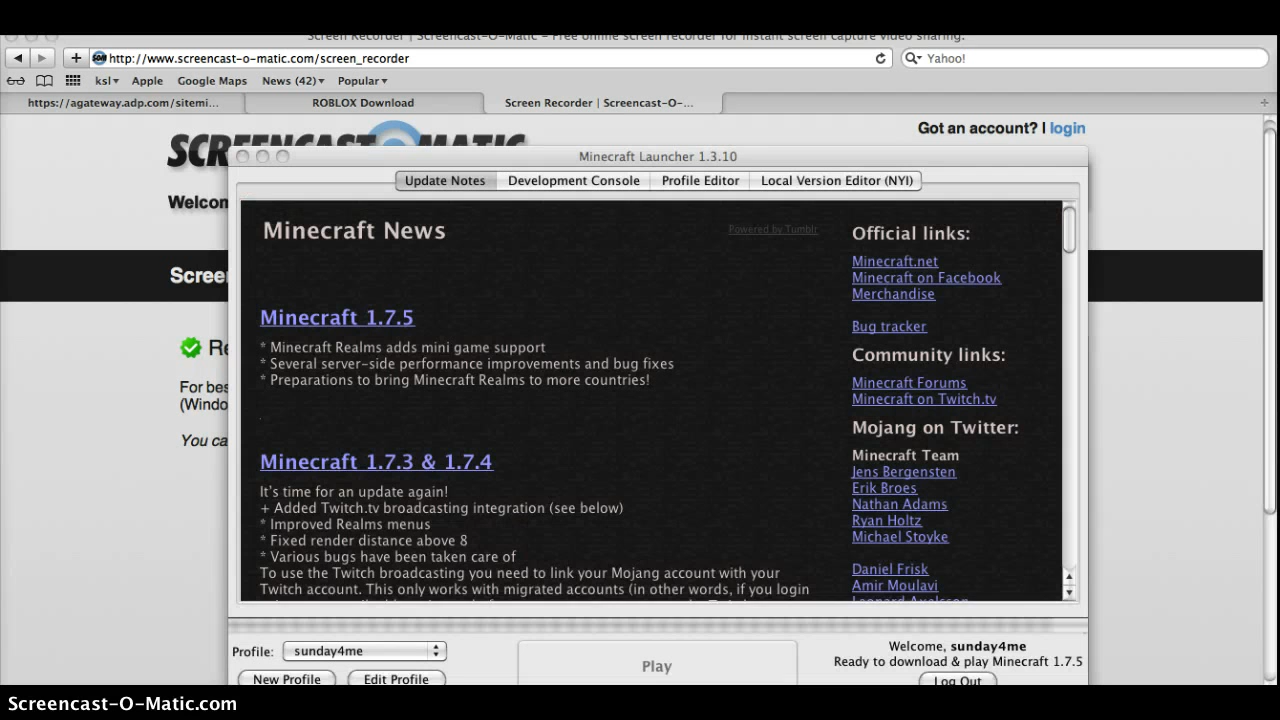 Screen Recorder | Screencast-O-Matic - Free online screen recorder for instant screen capture video sharing.
http://www.screencast-o-matic.com/screen_recorder
Yahoo!
ksl Apple Google Maps News (42) Popular
https://agateway.adp.com/sitemi... ROBLOX Download Screen Recorder | Screencast-O-...
Got an account? I login
SCREENCAST-O-MATIC
Minecraft Launcher 1.3.10
Update Notes Development Console Profile Editor Local Version Editor (NYI)
Welcom
Minecraft News
Powered by Tumblr
Official links:
Minecraft.net
Minecraft on Facebook
Merchandise
Bug tracker
Community links:
Minecraft Forums
Minecraft on Twitch.tv
Mojang on Twitter:
Minecraft Team
Jens Bergensten
Erik Broes
Nathan Adams
Ryan Holtz
Michael Stoyke
Daniel Frisk
Amir Moulavi
Leonard Axelsson
Scree
Re
For bes
(Windo
You ca
Minecraft 1.7.5
* Minecraft Realms adds mini game support
* Several server-side performance improvements and bug fixes
* Preparations to bring Minecraft Realms to more countries!
Minecraft 1.7.3 & 1.7.4
It's time for an update again!
+ Added Twitch.tv broadcasting integration (see below)
* Improved Realms menus
* Fixed render distance above 8
* Various bugs have been taken care of
To use the Twitch broadcasting you need to link your Mojang account with your
Twitch account. This only works with migrated accounts (in other words, if you login
Profile: sunday4me
New Profile Edit Profile
Play
Welcome, sunday4me
Ready to download & play Minecraft 1.7.5
Log Out
Screencast-O-Matic.com